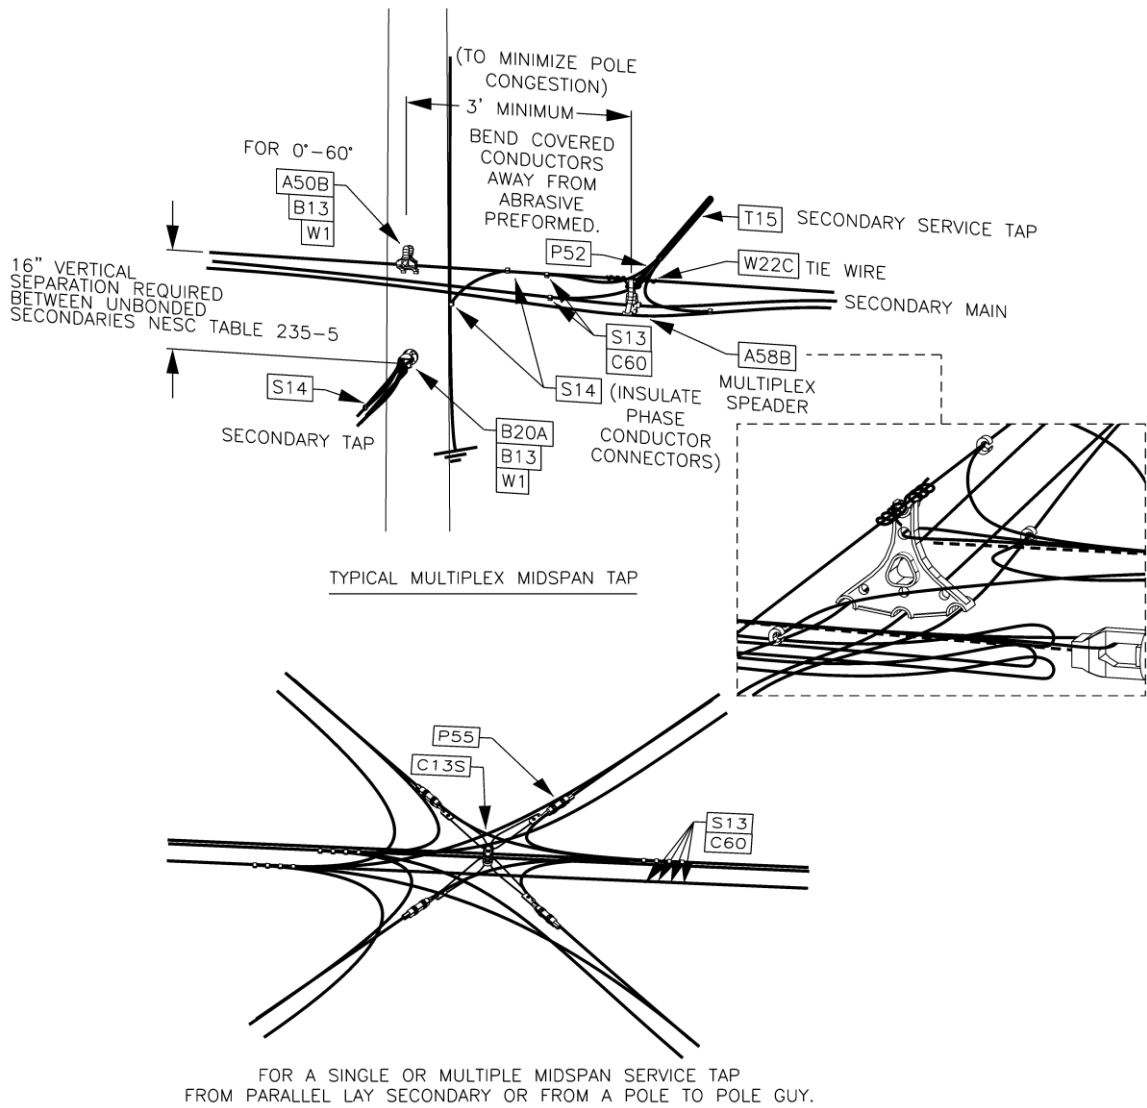 (TO MINIMIZE POLE
CONGESTION)
3' MINIMUM
BEND COVERED
CONDUCTORS
AWAY FROM
ABRASIVE
PREFORMED.
FOR 0°-60°
A50B
B13
W1
P52
T15 SECONDARY SERVICE TAP
W22C TIE WIRE
SECONDARY MAIN
16" VERTICAL
SEPARATION REQUIRED
BETWEEN UNBONDED
SECONDARIES NESC TABLE 235-5
S13
C60
A58B
MULTIPLEX
SPEADER
S14
S14 (INSULATE
PHASE
CONDUCTOR
CONNECTORS)
SECONDARY TAP
B20A
B13
W1
TYPICAL MULTIPLEX MIDSPAN TAP
P55
C13S
S13
C60
FOR A SINGLE OR MULTIPLE MIDSPAN SERVICE TAP
FROM PARALLEL LAY SECONDARY OR FROM A POLE TO POLE GUY.